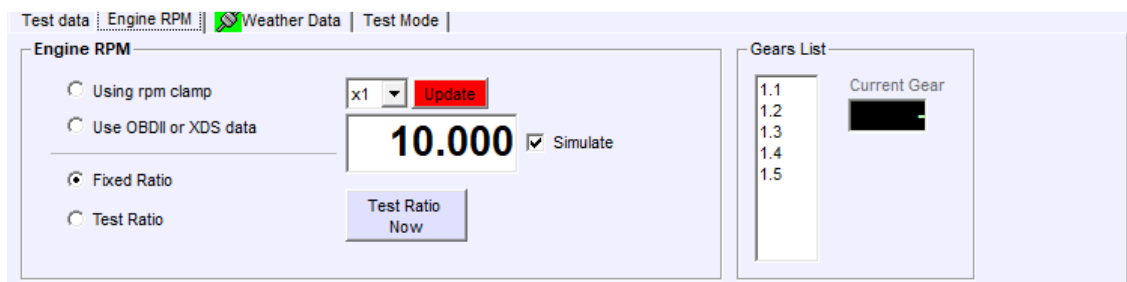 Test data Engine RPM Weather Data Test Mode
Engine RPM
Using rpm clamp
x1 Update
Use OBDII or XDS data
10.000 Simulate
Fixed Ratio
Test Ratio
Test Ratio
Now
Gears List
1.1
1.2
1.3
1.4
1.5
Current Gear
-